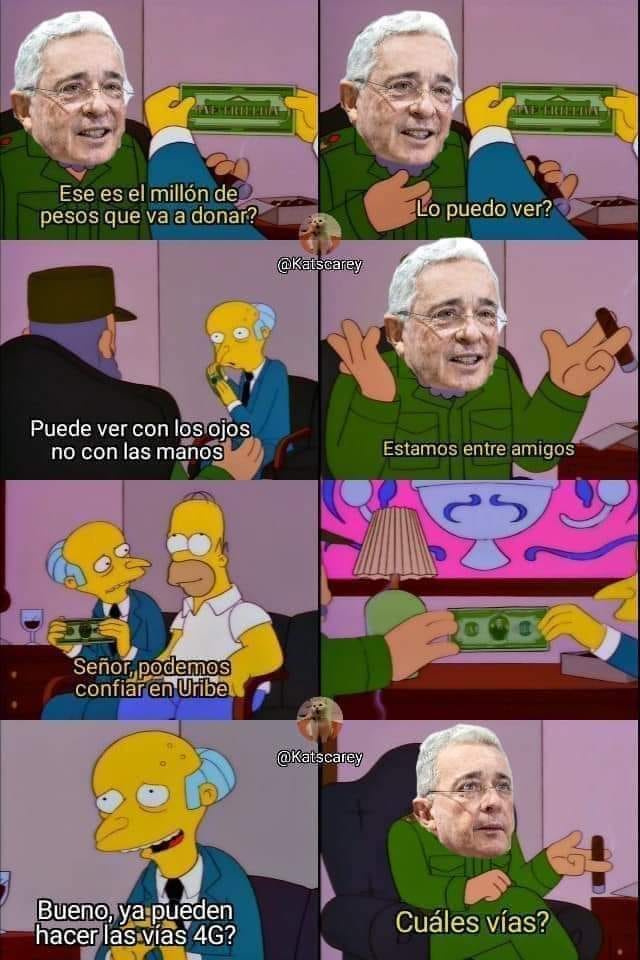 Ese es el millón de
pesos que va a donar?
Lo puedo ver?
@Katscarey
Puede ver con los ojos
no con las manos
Estamos entre amigos
Señor, podemos
confiar en Uribe
@Katscarey
Bueno, ya pueden
hacer las vías 4G?
Cuáles vías?